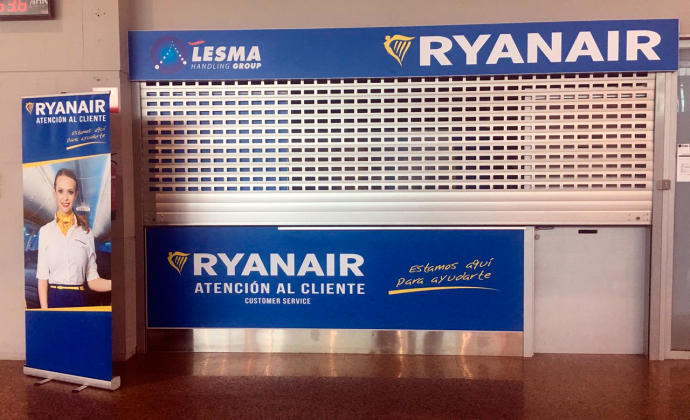 LESMA
HANDLING GROUP
RYANAIR
RYANAIR
ATENCIÓN AL CLIENTE
Estamos aquí
para ayudarte
RYANAIR
ATENCIÓN AL CLIENTE
CUSTOMER SERVICE
Estamos aquí
para ayudarte